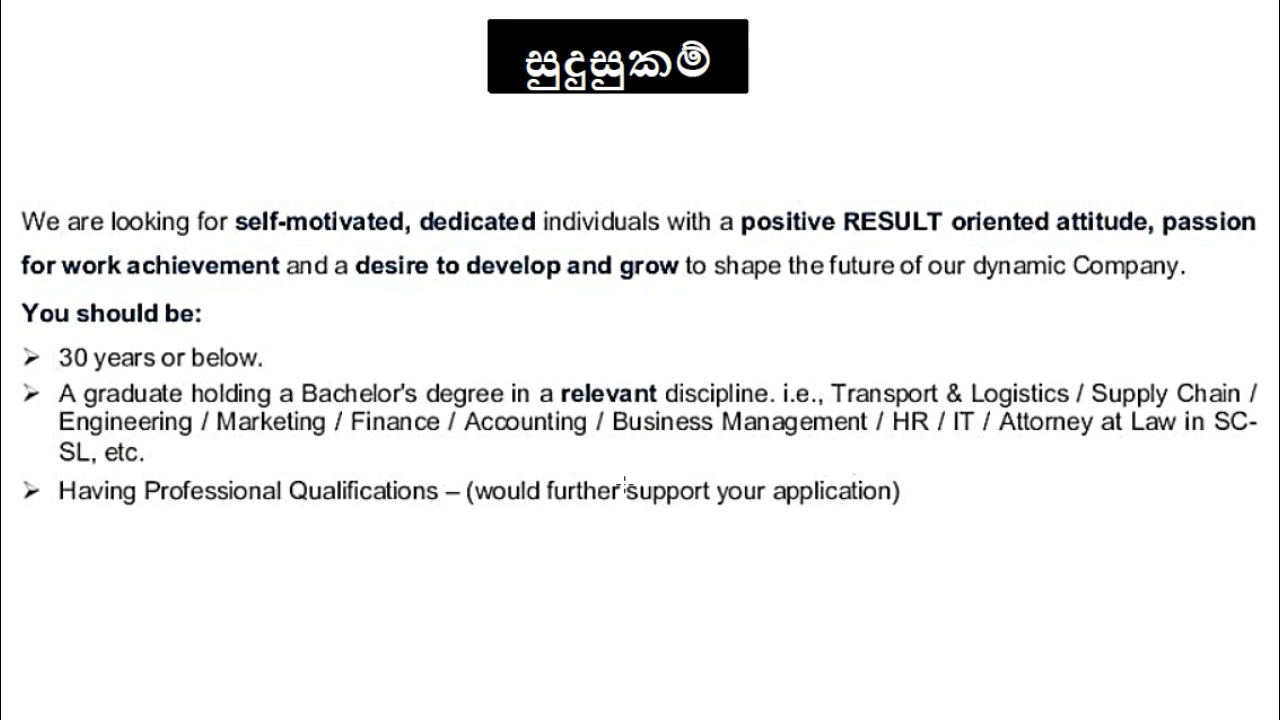 සුදුසුකම්
We are looking for self-motivated, dedicated individuals with a positive RESULT oriented attitude, passion
for work achievement and a desire to develop and grow to shape the future of our dynamic Company.
You should be:
➢ 30 years or below.
➢ A graduate holding a Bachelor's degree in a relevant discipline. i.e., Transport & Logistics / Supply Chain /
Engineering / Marketing / Finance / Accounting / Business Management / HR / IT / Attorney at Law in SC-
SL, etc.
➢ Having Professional Qualifications – (would further support your application)